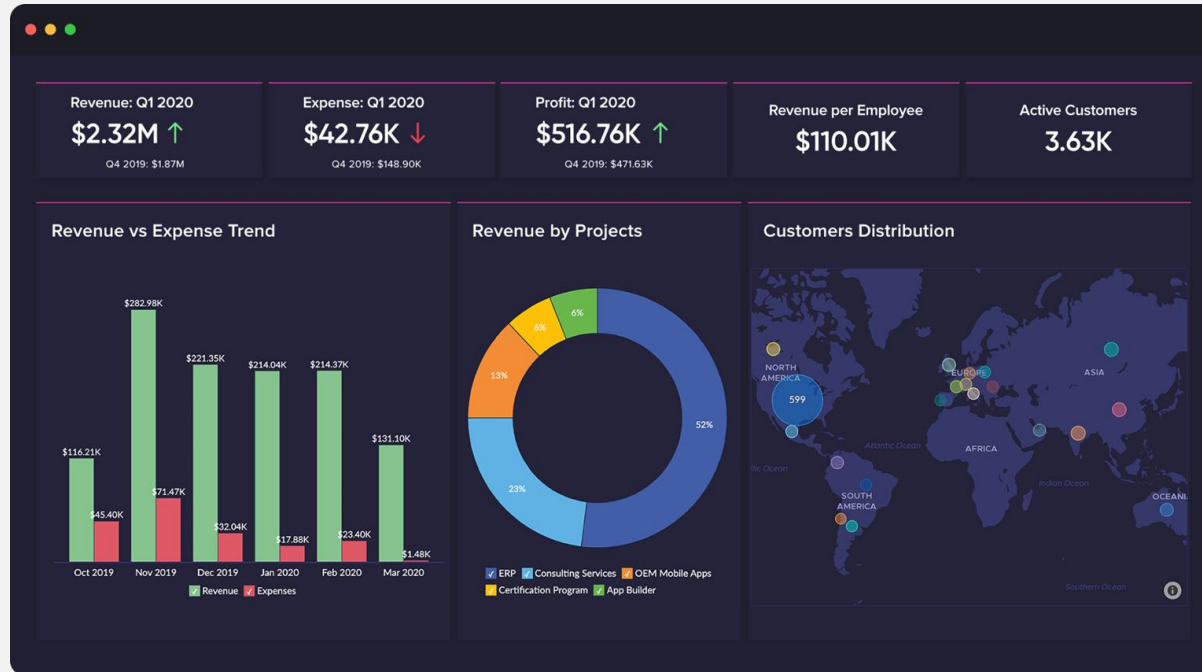 Revenue: Q1 2020
$2.32M ↑
Q4 2019: $1.87M
Expense: Q1 2020
$42.76K ↓
Q4 2019: $148.90K
Profit: Q1 2020
$516.76K ↑
Q4 2019: $471.63K
Revenue per Employee
$110.01K
Active Customers
3.63K
Revenue vs Expense Trend
$282.98K
$221.35K
$214.04K
$214.37K
$131.10K
$116.21K
$71.47K
$45.40K
$32.04K
$17.88K
$23.40K
$1.48K
Oct 2019
Nov 2019
Dec 2019
Jan 2020
Feb 2020
Mar 2020
Revenue
Expenses
Revenue by Projects
6%
6%
13%
52%
23%
ERP
Consulting Services
OEM Mobile Apps
Certification Program
App Builder
Customers Distribution
NORTH
AMERICA
599
EUROPE
ASIA
Atlantic Ocean
AFRICA
ific Ocean
Indian Ocean
SOUTH
AMERICA
OCEANI
Southern Ocean